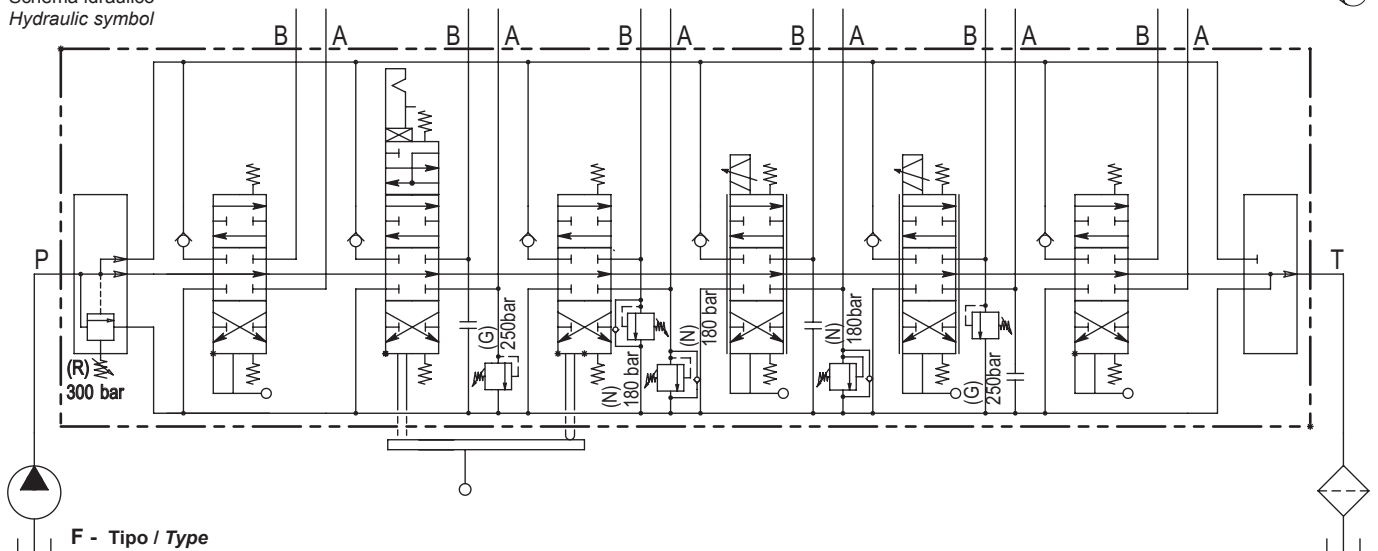 Schema idraulico
Hydraulic symbol
B A B A B A B A B A B A
P
T
(R)
300 bar
(G)
250bar
(N)
180 bar
(N)
180 bar
(N)
180bar
(G)
250bar
F - Tipo / Type